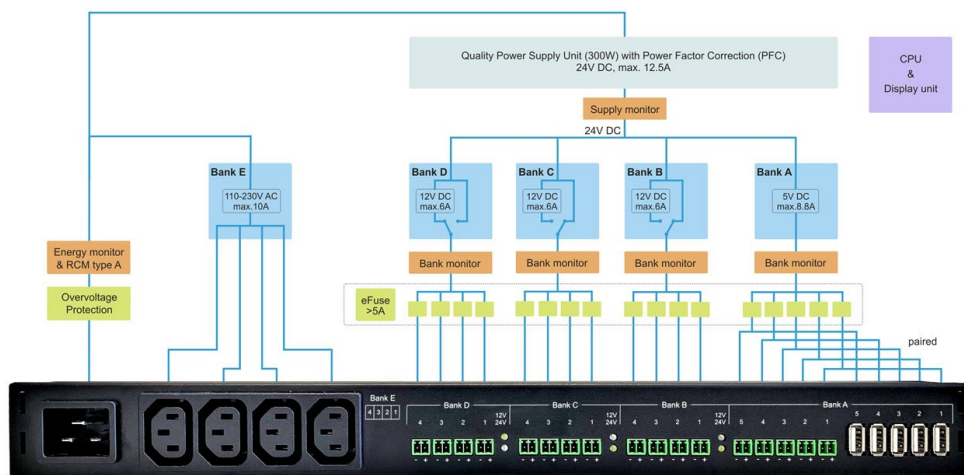 Quality Power Supply Unit (300W) with Power Factor Correction (PFC)
24V DC, max. 12.5A
CPU
&
Display unit
Supply monitor
24V DC
Bank E
110-230V AC
max.10A
Bank D
12V DC
max.6A
Bank C
12V DC
max.6A
Bank B
12V DC
max.6A
Bank A
5V DC
max.8.8A
Energy monitor
& RCM type A
Bank monitor
Bank monitor
Bank monitor
Bank monitor
Overvoltage
Protection
eFuse
>5A
paired
Bank E
4 3 2 1
Bank D
4 3 2 1
12V
24V
- + - + - + - +
Bank C
4 3 2 1
12V
24V
- + - + - + - +
Bank B
4 3 2 1
12V
24V
- + - + - + - +
Bank A
5 4 3 2 1
- + - + - + - + - +
5 4 3 2 1